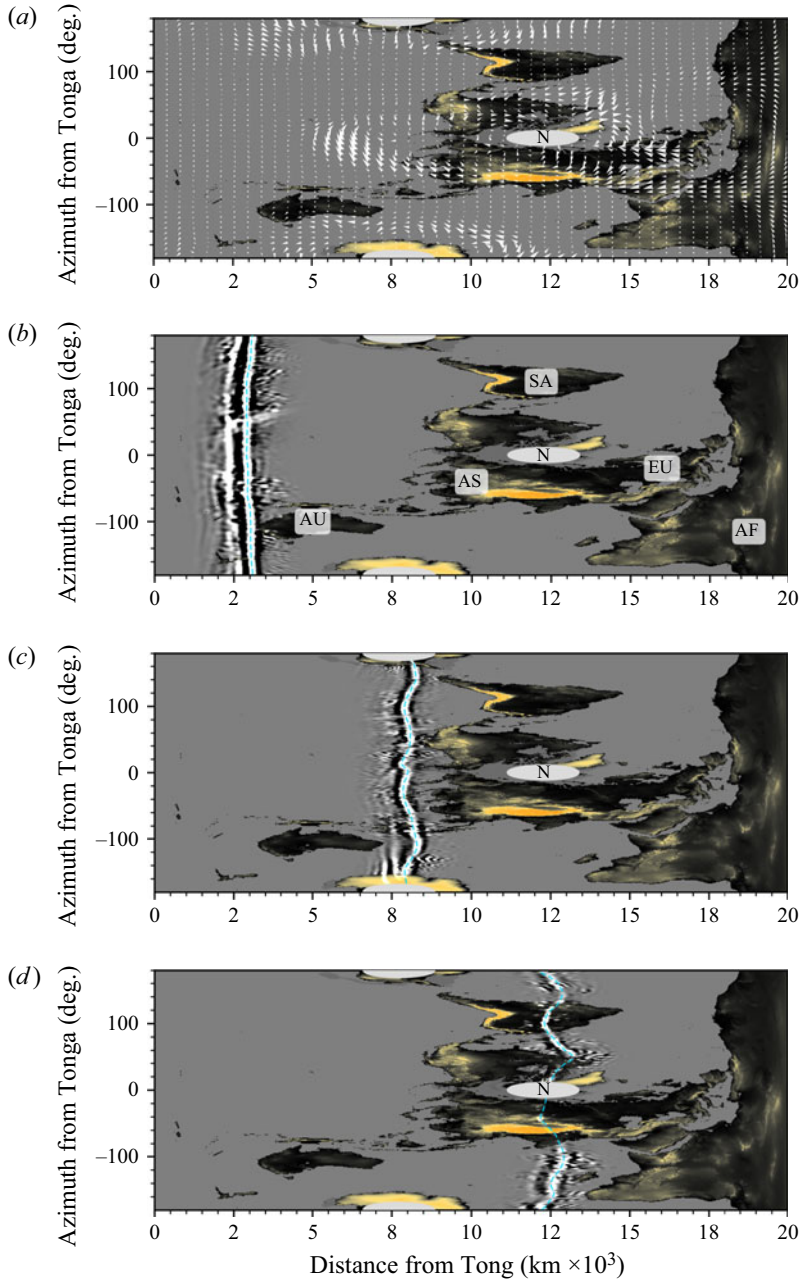 (a)
Azimuth from Tonga (deg.)
100
0
–100
N
0 2 5 8 10 12 15 18 20
(b)
Azimuth from Tonga (deg.)
100
0
–100
SA
N
EU
AS
AU
AF
0 2 5 8 10 12 15 18 20
(c)
Azimuth from Tonga (deg.)
100
0
–100
N
0 2 5 8 10 12 15 18 20
(d)
Azimuth from Tonga (deg.)
100
0
–100
N
0 2 5 8 10 12 15 18 20
Distance from Tong (km ×10³)